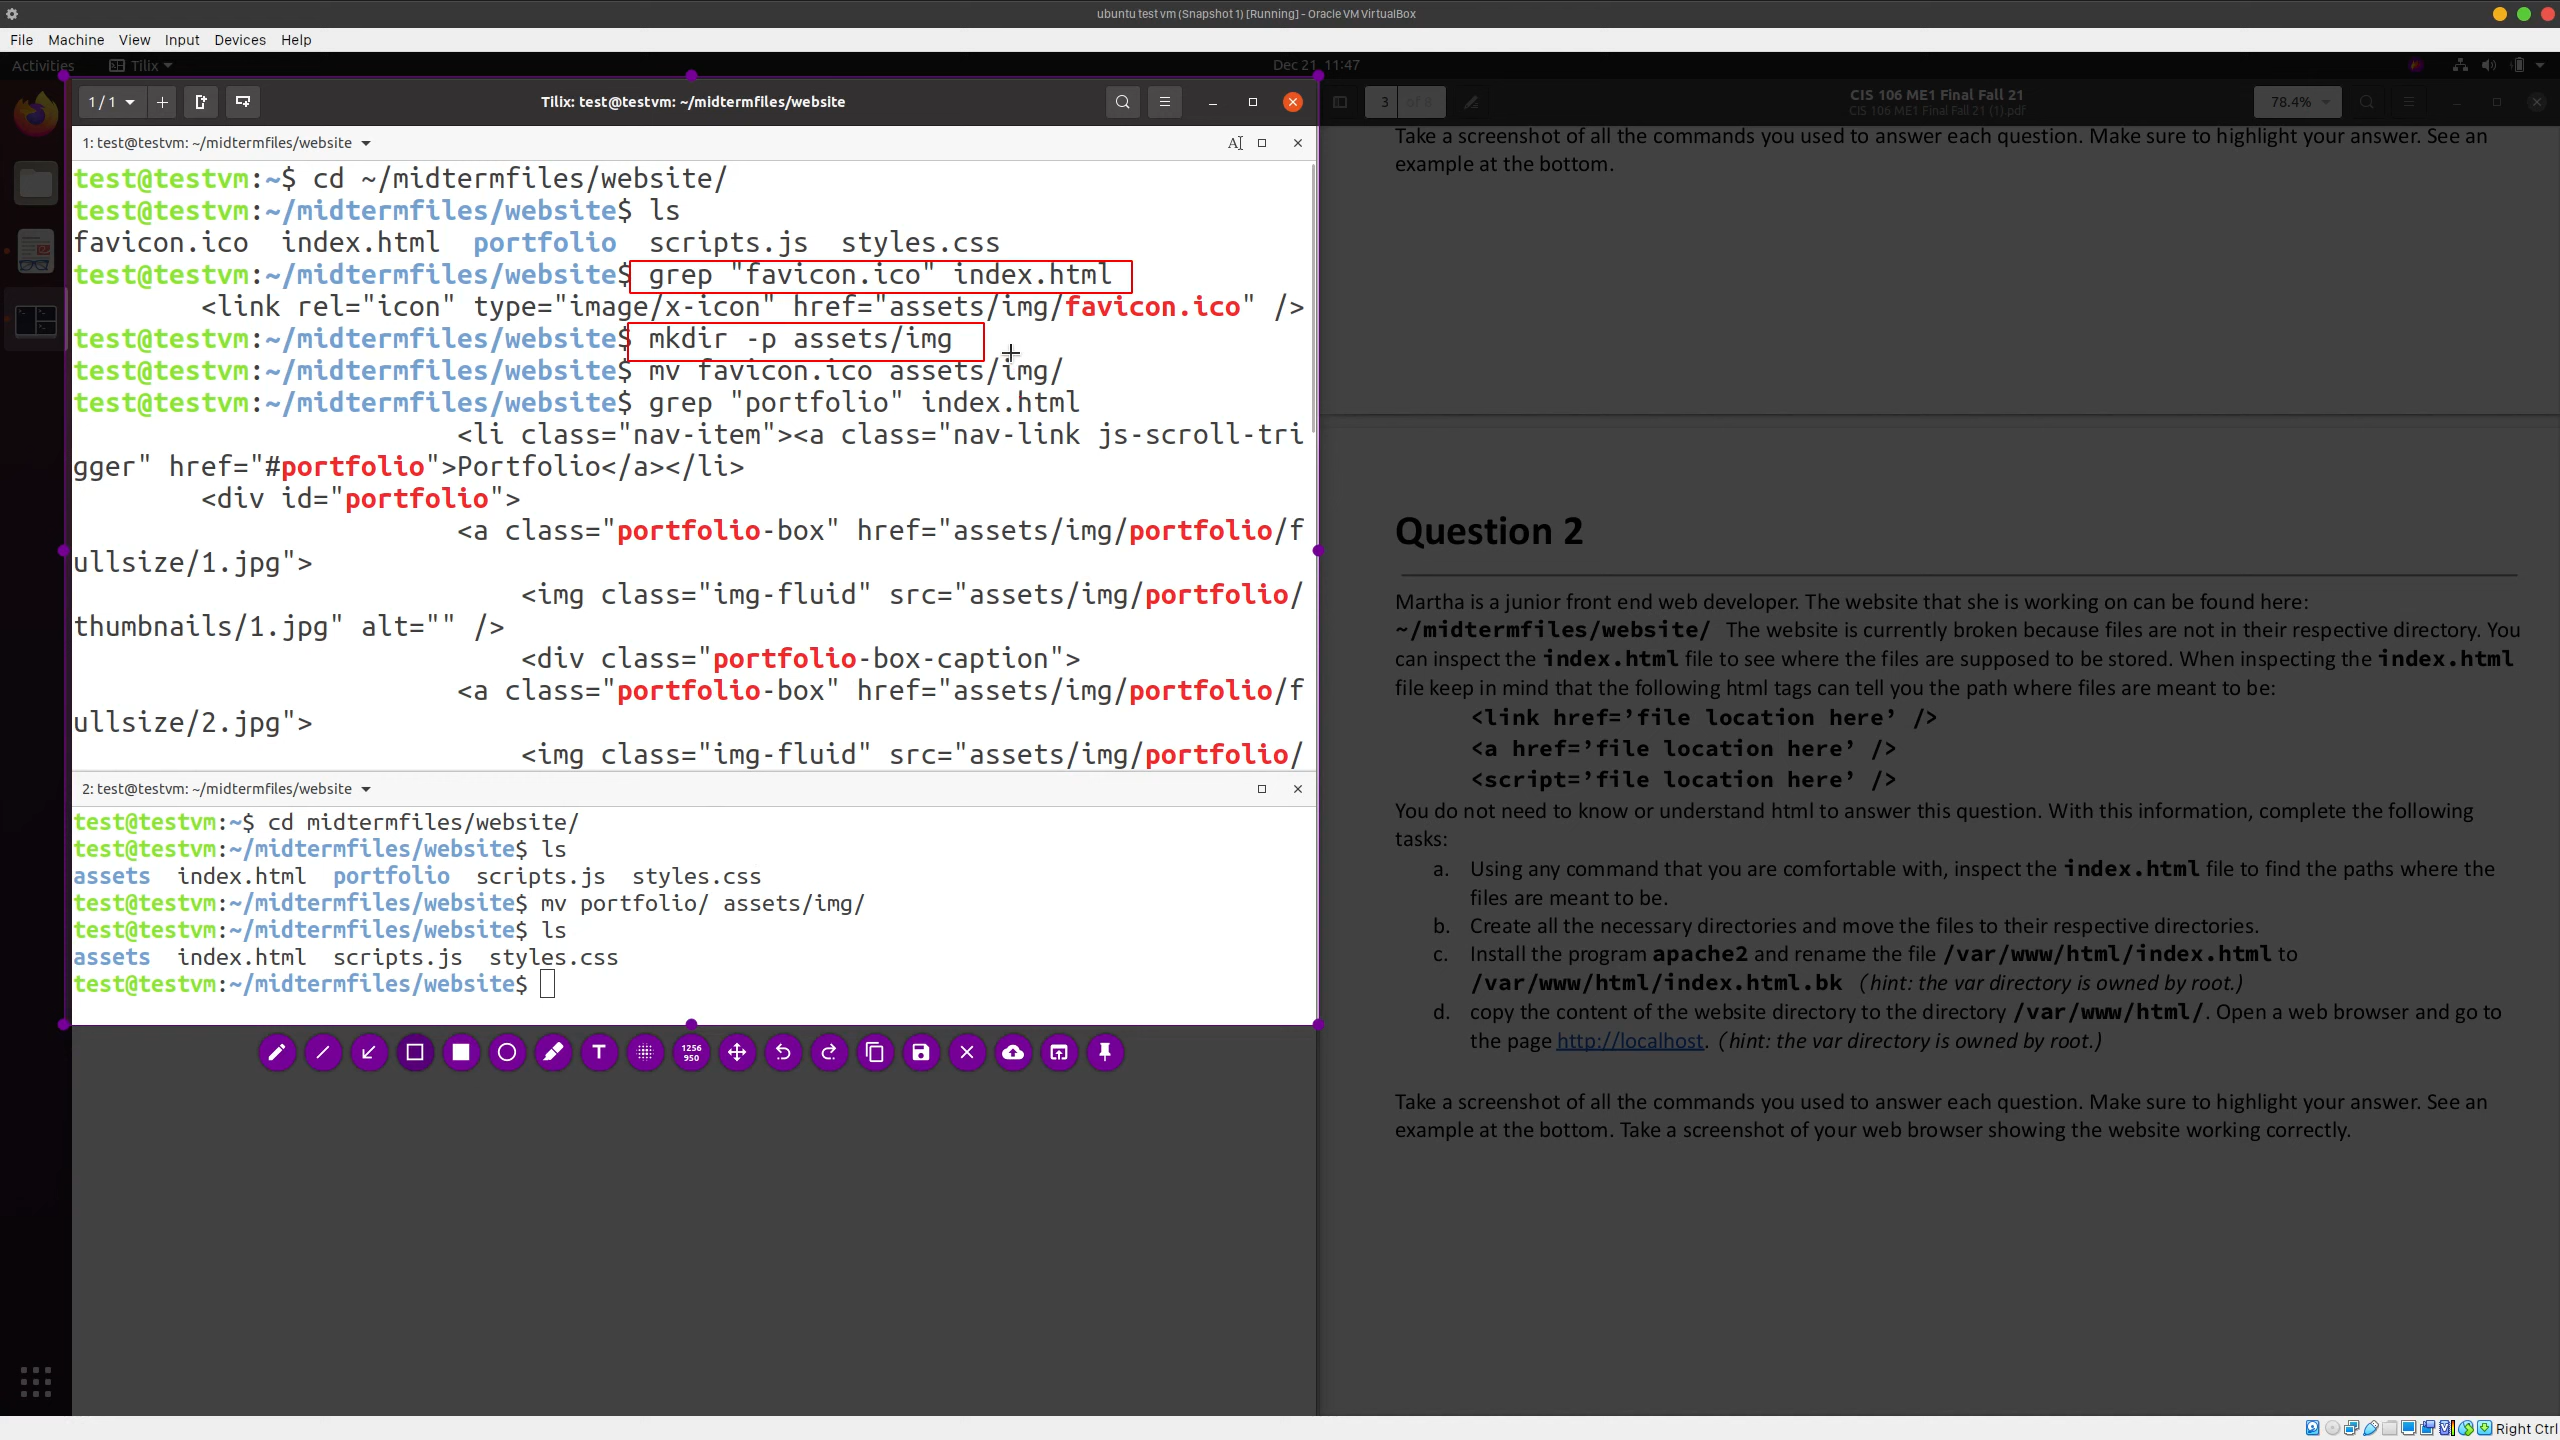 ubuntu test vm (Snapshot 1) [Running] - Oracle VM VirtualBox
File Machine View Input Devices Help
Activities Tilix Dec 21 11:47
1 / 1
Tilix: test@testvm: ~/midtermfiles/website
1: test@testvm: ~/midtermfiles/website
test@testvm:~$ cd ~/midtermfiles/website/
test@testvm:~/midtermfiles/website$ ls
favicon.ico index.html portfolio scripts.js styles.css
test@testvm:~/midtermfiles/website$ grep "favicon.ico" index.html
<link rel="icon" type="image/x-icon" href="assets/img/favicon.ico" />
test@testvm:~/midtermfiles/website$ mkdir -p assets/img
test@testvm:~/midtermfiles/website$ mv favicon.ico assets/img/
test@testvm:~/midtermfiles/website$ grep "portfolio" index.html
<li class="nav-item"><a class="nav-link js-scroll-tri
gger" href="#portfolio">Portfolio</a></li>
<div id="portfolio">
<a class="portfolio-box" href="assets/img/portfolio/f
ullsize/1.jpg">
<img class="img-fluid" src="assets/img/portfolio/
thumbnails/1.jpg" alt="" />
<div class="portfolio-box-caption">
<a class="portfolio-box" href="assets/img/portfolio/f
ullsize/2.jpg">
<img class="img-fluid" src="assets/img/portfolio/
2: test@testvm: ~/midtermfiles/website
test@testvm:~$ cd midtermfiles/website/
test@testvm:~/midtermfiles/website$ ls
assets index.html portfolio scripts.js styles.css
test@testvm:~/midtermfiles/website$ mv portfolio/ assets/img/
test@testvm:~/midtermfiles/website$ ls
assets index.html scripts.js styles.css
test@testvm:~/midtermfiles/website$
T
1256
950
3 of 8
CIS 106 ME1 Final Fall 21
CIS 106 ME1 Final Fall 21 (1).pdf
78.4%
Take a screenshot of all the commands you used to answer each question. Make sure to highlight your answer. See an
example at the bottom.
Question 2
Martha is a junior front end web developer. The website that she is working on can be found here:
~/midtermfiles/website/ The website is currently broken because files are not in their respective directory. You
can inspect the index.html file to see where the files are supposed to be stored. When inspecting the index.html
file keep in mind that the following html tags can tell you the path where files are meant to be:
<link href=’file location here’ />
<a href=’file location here’ />
<script=’file location here’ />
You do not need to know or understand html to answer this question. With this information, complete the following
tasks:
a. Using any command that you are comfortable with, inspect the index.html file to find the paths where the
files are meant to be.
b. Create all the necessary directories and move the files to their respective directories.
c. Install the program apache2 and rename the file /var/www/html/index.html to
/var/www/html/index.html.bk (hint: the var directory is owned by root.)
d. copy the content of the website directory to the directory /var/www/html/. Open a web browser and go to
the page http://localhost. (hint: the var directory is owned by root.)
Take a screenshot of all the commands you used to answer each question. Make sure to highlight your answer. See an
example at the bottom. Take a screenshot of your web browser showing the website working correctly.
Right Ctrl